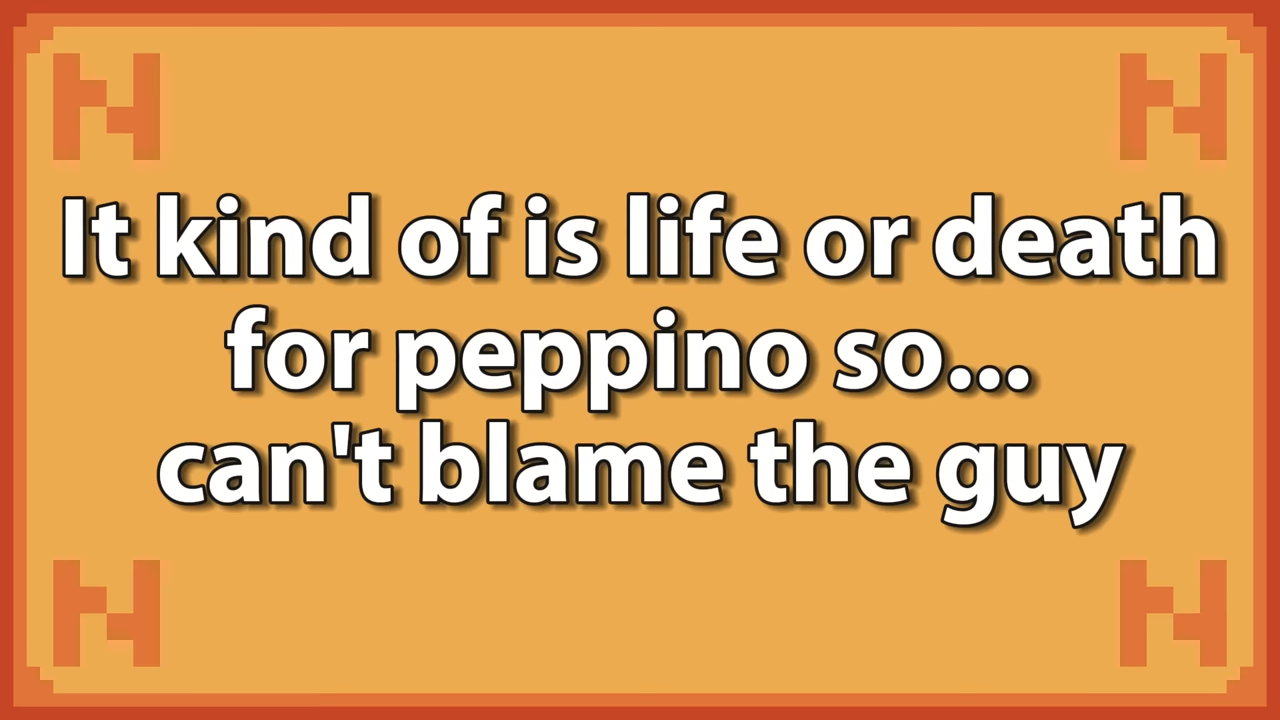 N N
It kind of is life or death
for peppino so...
can't blame the guy
N N